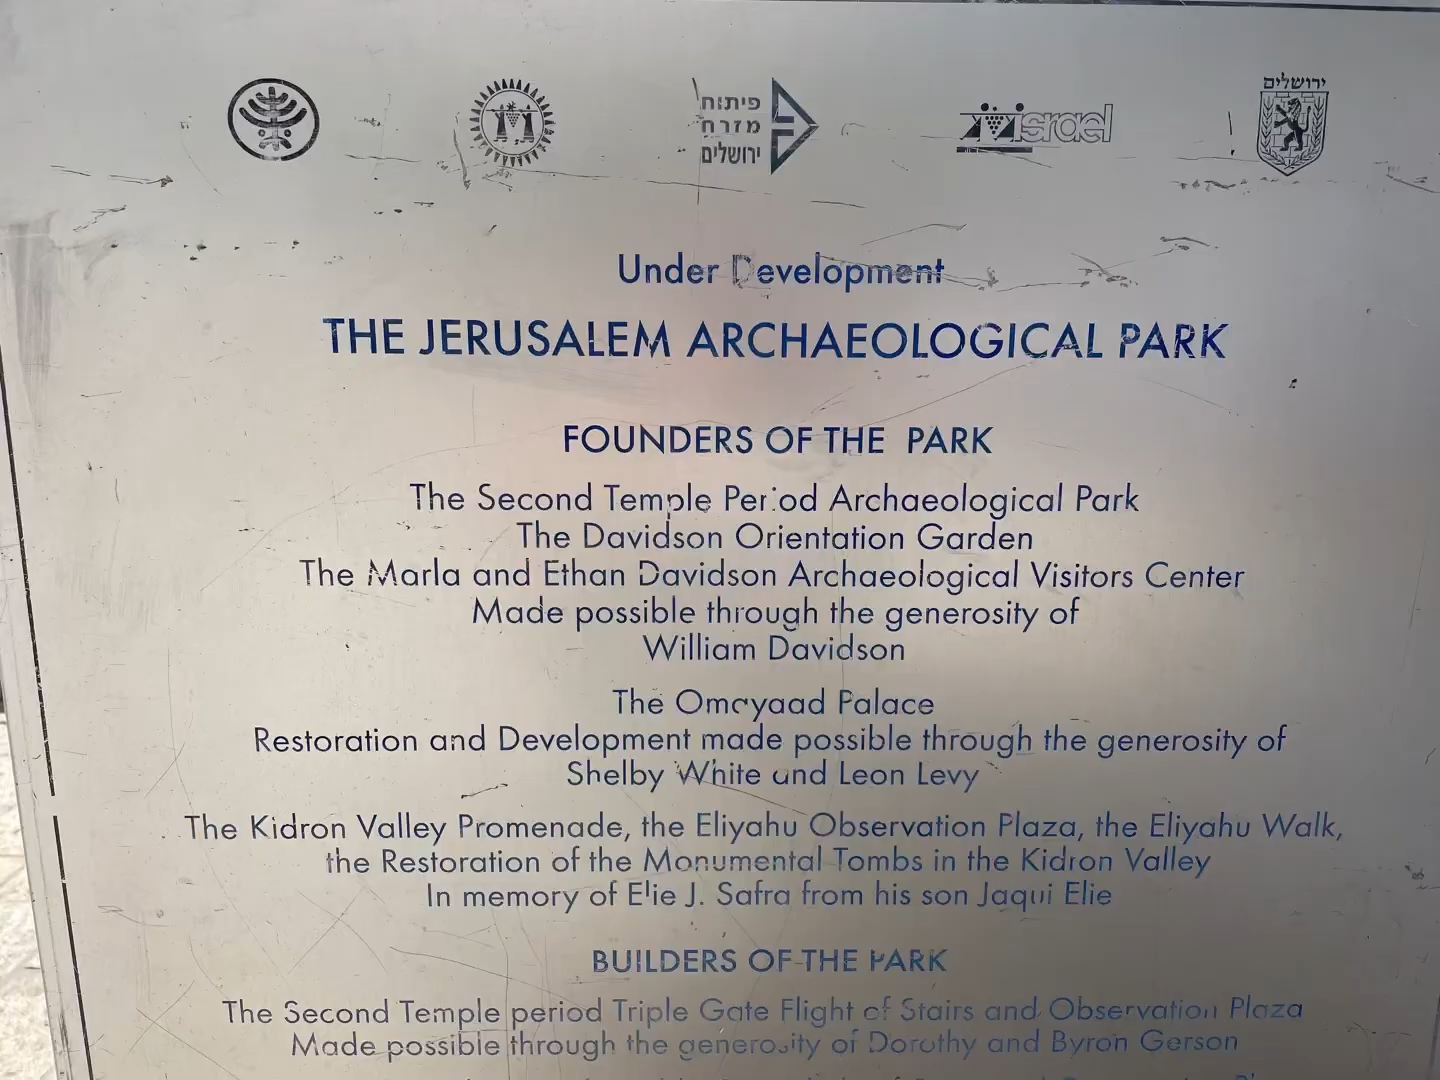 פיתוח
מזרח
ירושלים
israel
ירושלים
Under Development
THE JERUSALEM ARCHAEOLOGICAL PARK
FOUNDERS OF THE PARK
The Second Temple Period Archaeological Park
The Davidson Orientation Garden
The Marla and Ethan Davidson Archaeological Visitors Center
Made possible through the generosity of
William Davidson
The Omayaad Palace
Restoration and Development made possible through the generosity of
Shelby White and Leon Levy
The Kidron Valley Promenade, the Eliyahu Observation Plaza, the Eliyahu Walk,
the Restoration of the Monumental Tombs in the Kidron Valley
In memory of Elie J. Safra from his son Jaqui Elie
BUILDERS OF THE PARK
The Second Temple period Triple Gate Flight of Stairs and Observation Plaza
Made possible through the generosity of Dorothy and Byron Gerson